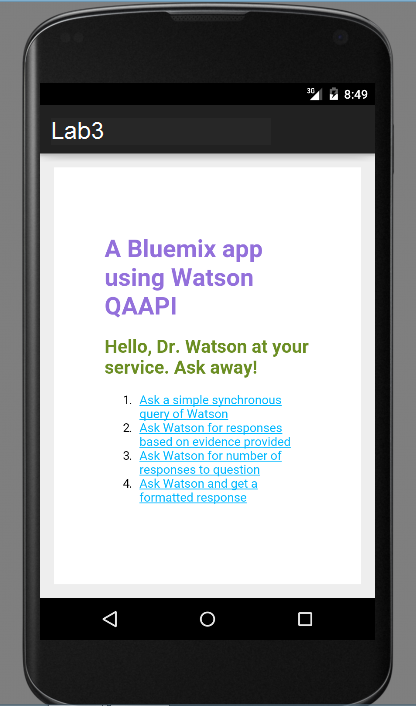 3G 8:49
Lab3
A Bluemix app
using Watson
QAAPI
Hello, Dr. Watson at your
service. Ask away!
1. Ask a simple synchronous
query of Watson
2. Ask Watson for responses
based on evidence provided
3. Ask Watson for number of
responses to question
4. Ask Watson and get a
formatted response